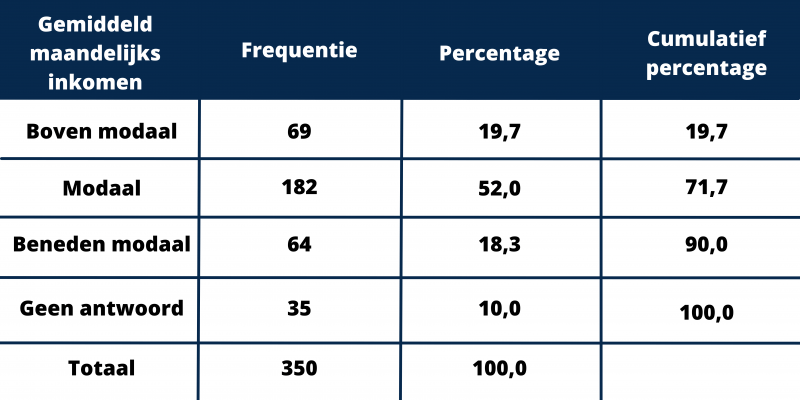 Gemiddeld
maandelijks
inkomen
Frequentie
Percentage
Cumulatief
percentage
Boven modaal 69 19,7 19,7
Modaal 182 52,0 71,7
Beneden modaal 64 18,3 90,0
Geen antwoord 35 10,0 100,0
Totaal 350 100,0